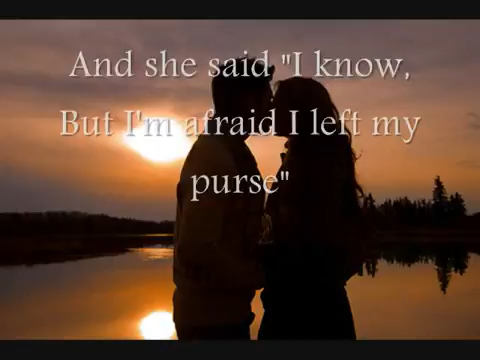 And she said "I know,
But I'm afraid I left my
purse"